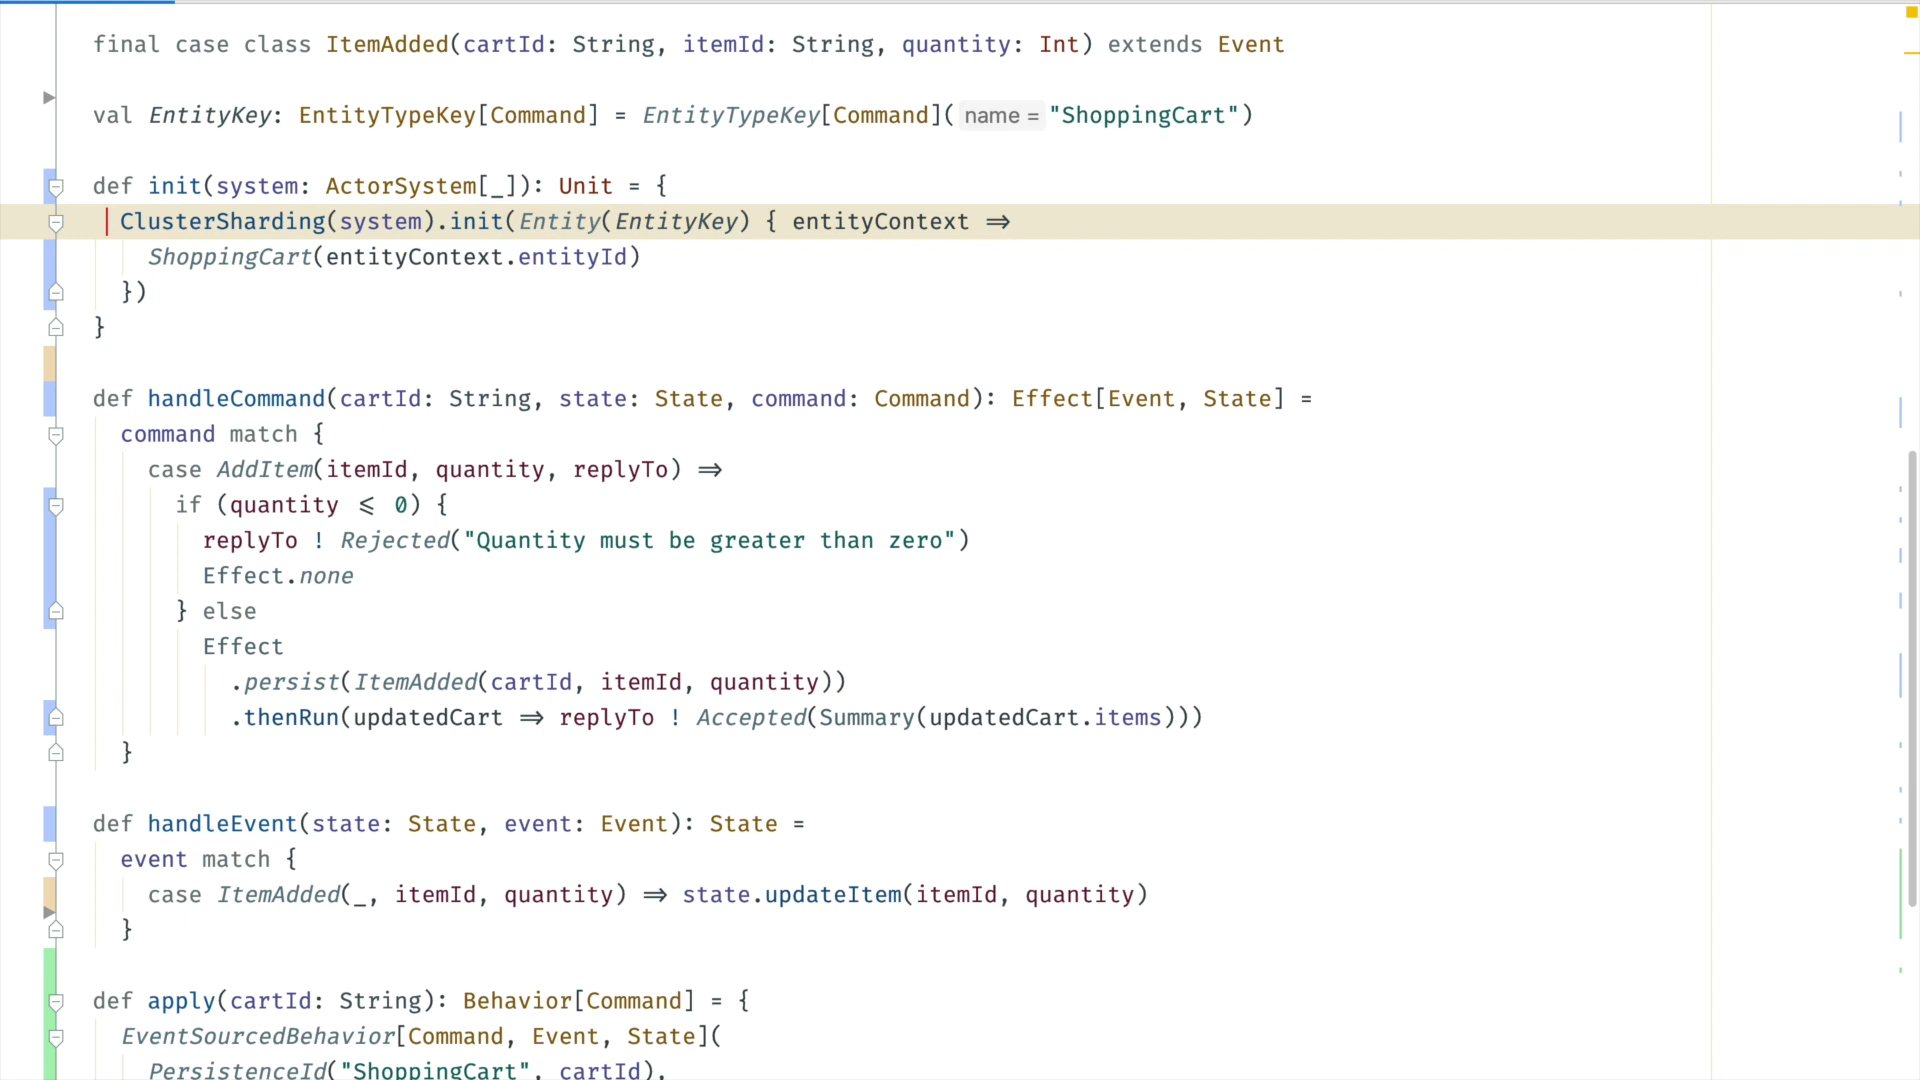 final case class ItemAdded(cartId: String, itemId: String, quantity: Int) extends Event
val EntityKey: EntityTypeKey[Command] = EntityTypeKey[Command]( name = "ShoppingCart")
def init(system: ActorSystem[_]): Unit = {
ClusterSharding(system).init(Entity(EntityKey) { entityContext ⇒
ShoppingCart(entityContext.entityId)
})
}
def handleCommand(cartId: String, state: State, command: Command): Effect[Event, State] =
command match {
case AddItem(itemId, quantity, replyTo) ⇒
if (quantity ⩽ 0) {
replyTo ! Rejected("Quantity must be greater than zero")
Effect.none
} else
Effect
.persist(ItemAdded(cartId, itemId, quantity))
.thenRun(updatedCart ⇒ replyTo ! Accepted(Summary(updatedCart.items)))
}
def handleEvent(state: State, event: Event): State =
event match {
case ItemAdded(_, itemId, quantity) ⇒ state.updateItem(itemId, quantity)
}
def apply(cartId: String): Behavior[Command] = {
EventSourcedBehavior[Command, Event, State](
PersistenceId("ShoppingCart", cartId),